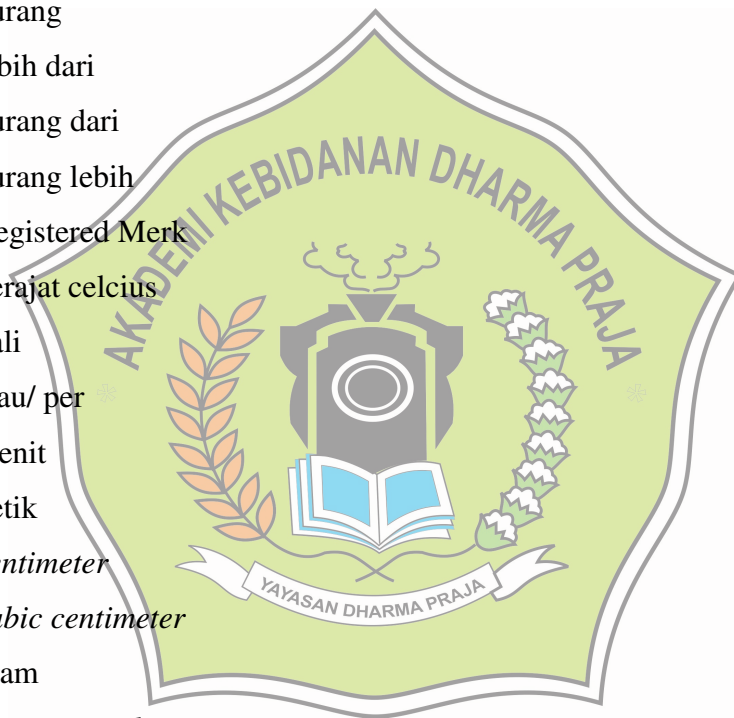 urang
bih dari
urang dari
urang lebih
egistered Merk
erajat celcius
ali
au/ per
enit
etik
entimeter
ubic centimeter
am
AKADEMI KEBIDANAN DHARMA PRAJA
YAYASAN DHARMA PRAJA